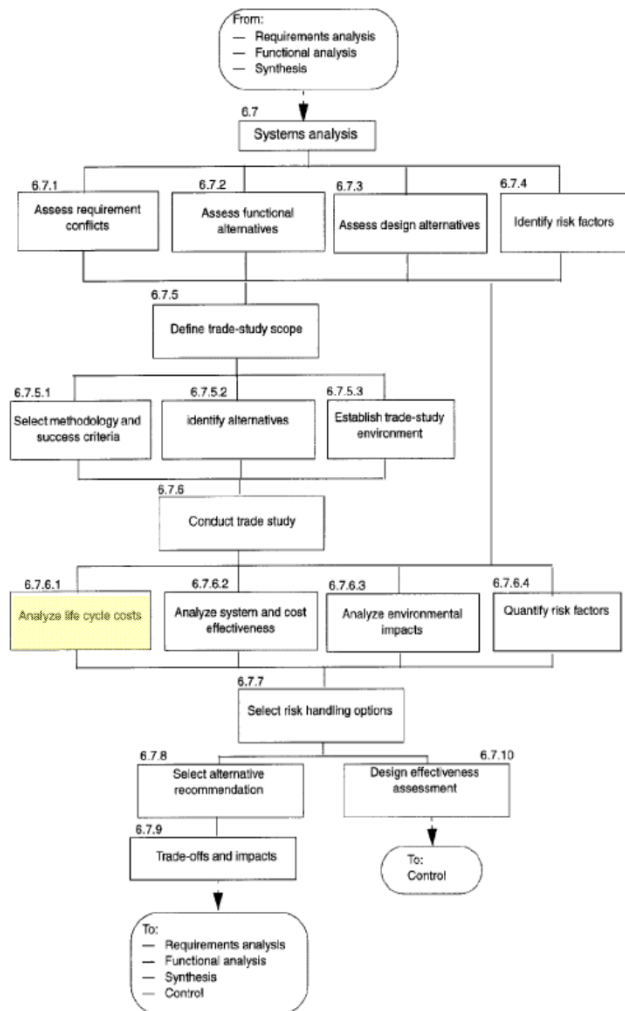 From:
— Requirements analysis
— Functional analysis
— Synthesis
6.7
Systems analysis
6.7.1
Assess requirement
conflicts
6.7.2
Assess functional
alternatives
6.7.3
Assess design alternatives
6.7.4
Identify risk factors
6.7.5
Define trade-study scope
6.7.5.1
Select methodology and
success criteria
6.7.5.2
Identify alternatives
6.7.5.3
Establish trade-study
environment
6.7.6
Conduct trade study
6.7.6.1
Analyze life cycle costs
6.7.6.2
Analyze system and cost
effectiveness
6.7.6.3
Analyze environmental
impacts
6.7.6.4
Quantify risk factors
6.7.7
Select risk handling options
6.7.8
Select alternative
recommendation
6.7.10
Design effectiveness
assessment
6.7.9
Trade-offs and impacts
To:
Control
To:
— Requirements analysis
— Functional analysis
— Synthesis
— Control